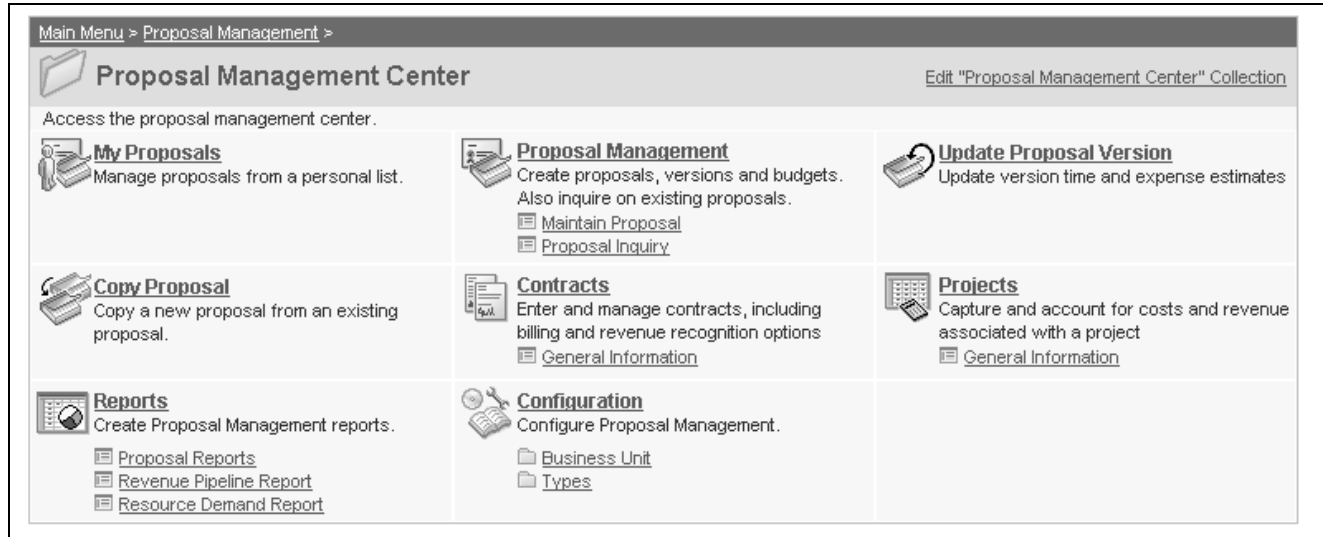 Main Menu > Proposal Management >
Proposal Management Center
Edit "Proposal Management Center" Collection
Access the proposal management center.
My Proposals
Manage proposals from a personal list.
Proposal Management
Create proposals, versions and budgets.
Also inquire on existing proposals.
Maintain Proposal
Proposal Inquiry
Update Proposal Version
Update version time and expense estimates
Copy Proposal
Copy a new proposal from an existing
proposal.
Contracts
Enter and manage contracts, including
billing and revenue recognition options
General Information
Projects
Capture and account for costs and revenue
associated with a project
General Information
Reports
Create Proposal Management reports.
Proposal Reports
Revenue Pipeline Report
Resource Demand Report
Configuration
Configure Proposal Management.
Business Unit
Types